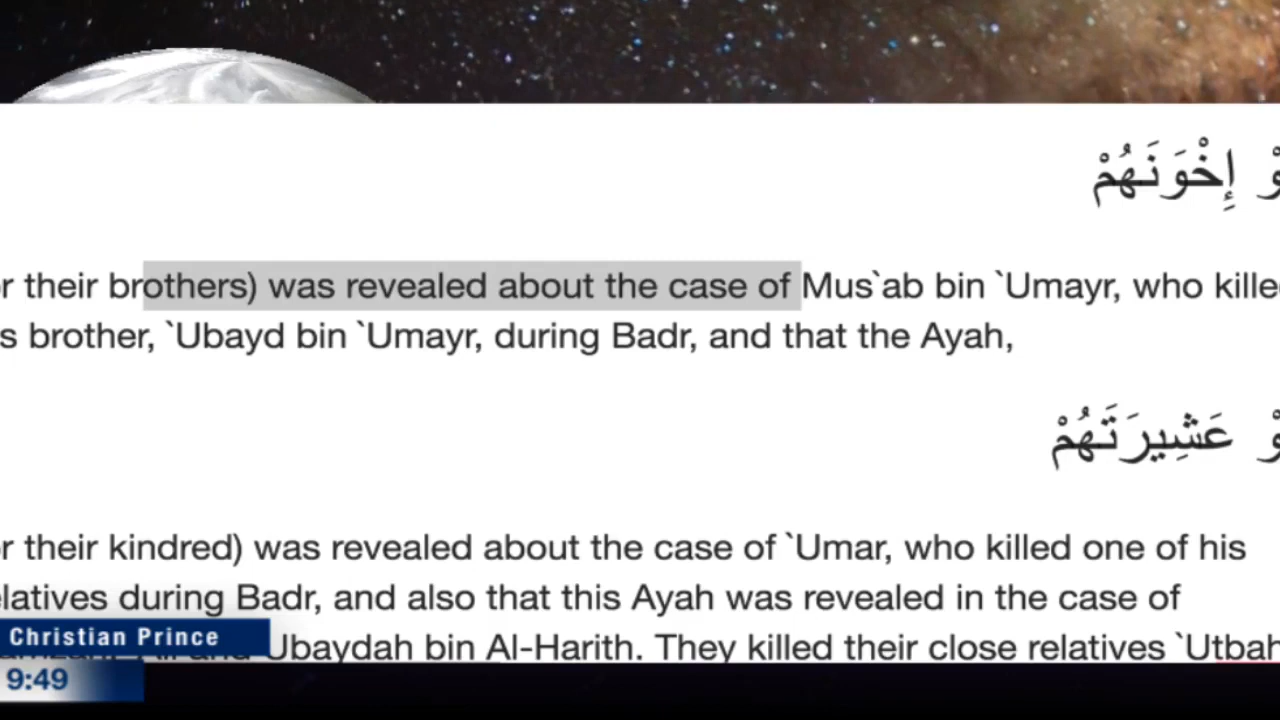 إِخْوَنَهُمْ
their brothers) was revealed about the case of Mus`ab bin `Umayr, who
brother, `Ubayd bin `Umayr, during Badr, and that the Ayah,
عَشِيرَتَهُمْ
their kindred) was revealed about the case of `Umar, who killed one of his
during Badr, and also that this Ayah was revealed in the case of
and Ubaydah bin Al-Harith. They killed their close relatives `Utbah
Christian Prince
9:49